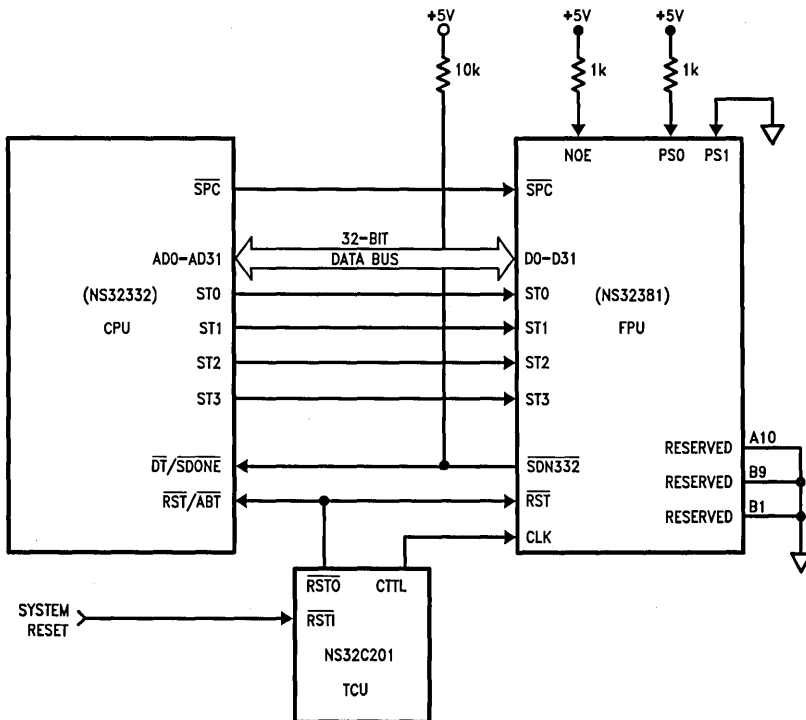 +5V +5V +5V
10k 1k 1k
NOE PS0 PS1
SPC SPC
32-BIT
AD0-AD31 DATA BUS D0-D31
(NS32332) ST0 ST0 (NS32381)
CPU ST1 ST1 FPU
ST2 ST2
ST3 ST3
RESERVED A10
DT/SDONE SDN332
RESERVED B9
RST/ABT RST
RESERVED B1
CLK
RSTO CTTL
SYSTEM
RESET
RSTI
NS32C201
TCU